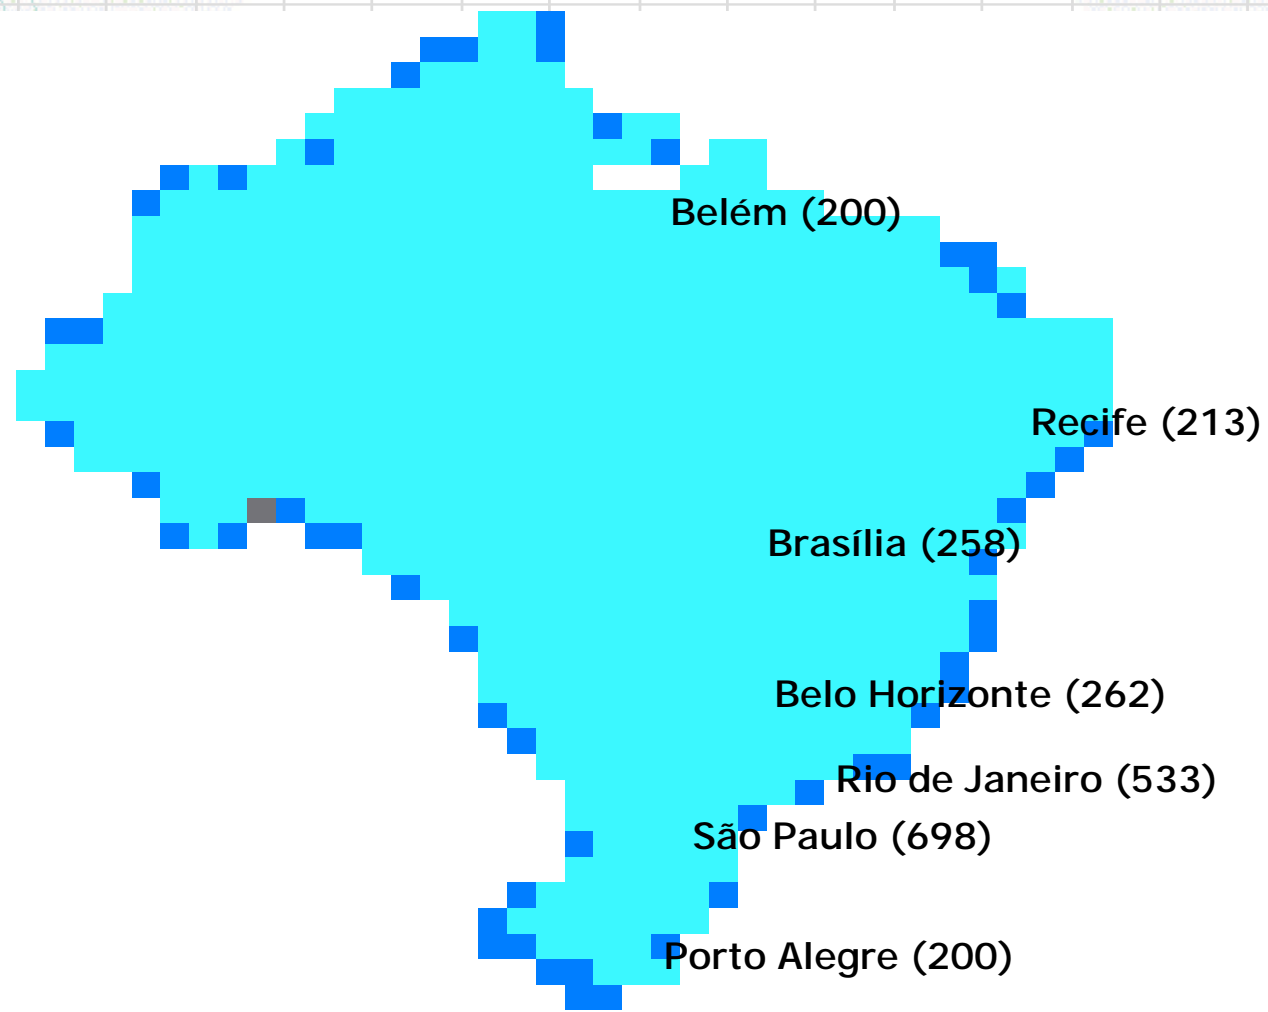 Belém (200)
Recife (213)
Brasília (258)
Belo Horizonte (262)
Rio de Janeiro (533)
São Paulo (698)
Porto Alegre (200)